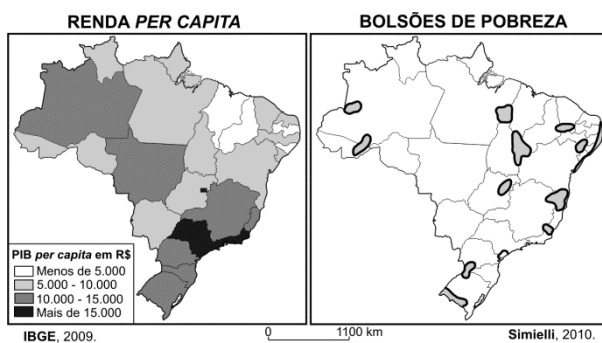 RENDA PER CAPITA
BOLSÕES DE POBREZA
PIB per capita em R$
Menos de 5.000
5.000 - 10.000
10.000 - 15.000
Mais de 15.000
IBGE, 2009.
0 1100 km
Simielli, 2010.